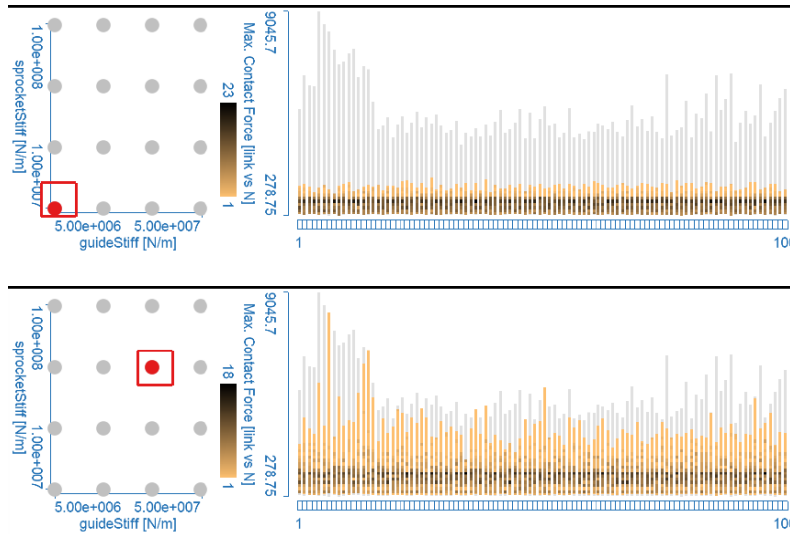 1.00e+008
1.00e+007
sprocketStiff [N/m]
5.00e+006 5.00e+007
guideStiff [N/m]
23
1
Max. Contact Force [link vs N]
9045.7
278.75
1 100
1.00e+008
1.00e+007
sprocketStiff [N/m]
5.00e+006 5.00e+007
guideStiff [N/m]
18
1
Max. Contact Force [link vs N]
9045.7
278.75
1 100